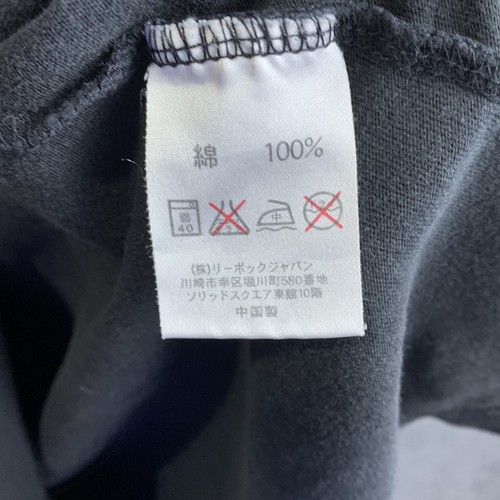 綿 100%
40 中
(株)リーボックジャパン
川崎市幸区堀川町580番地
ソリッドスクエア東館10階
中国製